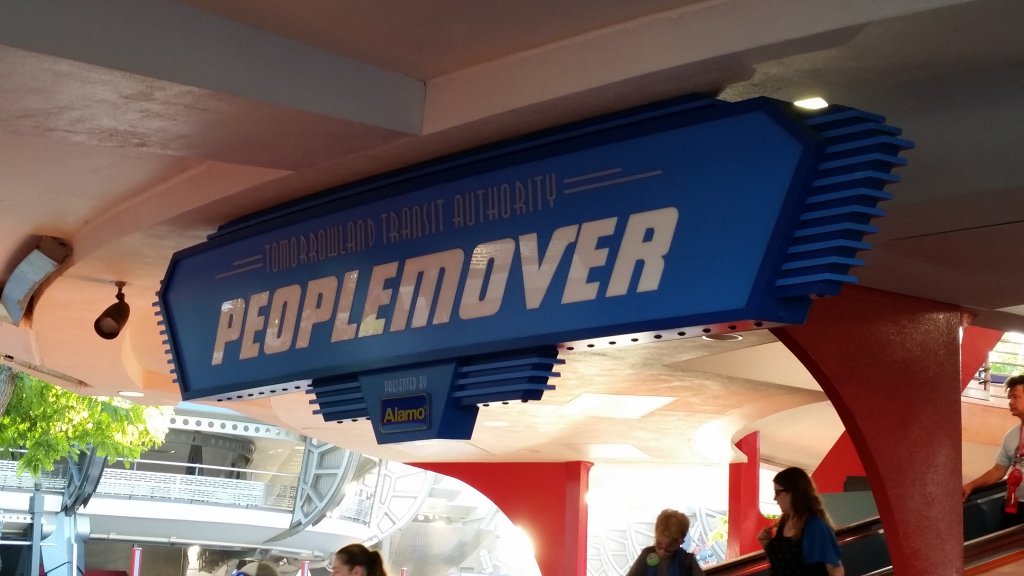 TOMORROWLAND TRANSIT AUTHORITY
PEOPLEMOVER
PRESENTED BY
Alamo